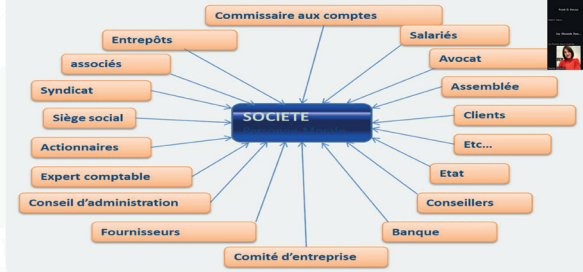 Commissaire aux comptes
Entrepôts
Salariés
associés
Avocat
Syndicat
Assemblée
Siège social
SOCIETE
Clients
Actionnaires
Etc...
Expert comptable
Etat
Conseil d'administration
Conseillers
Fournisseurs
Banque
Comité d'entreprise